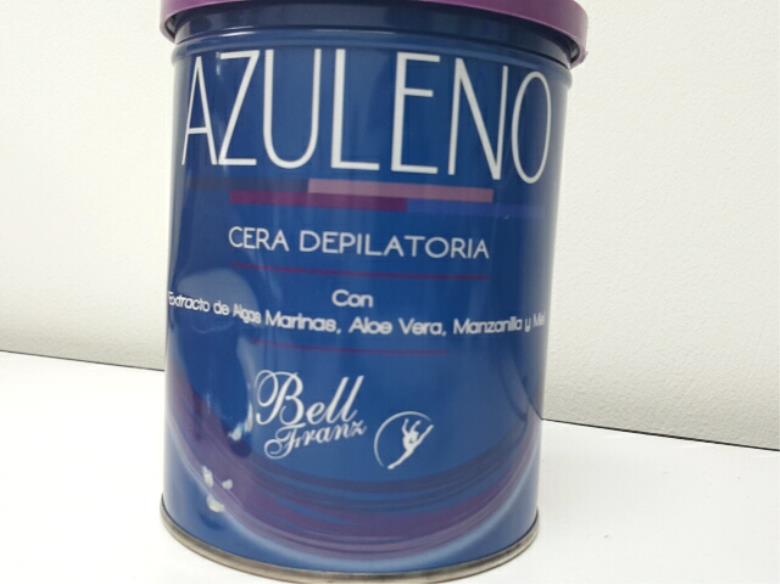 AZULENO
CERA DEPILATORIA
Con
Extracto de Algas Marinas, Aloe Vera, Manzanilla y Miel
Bell
Franz